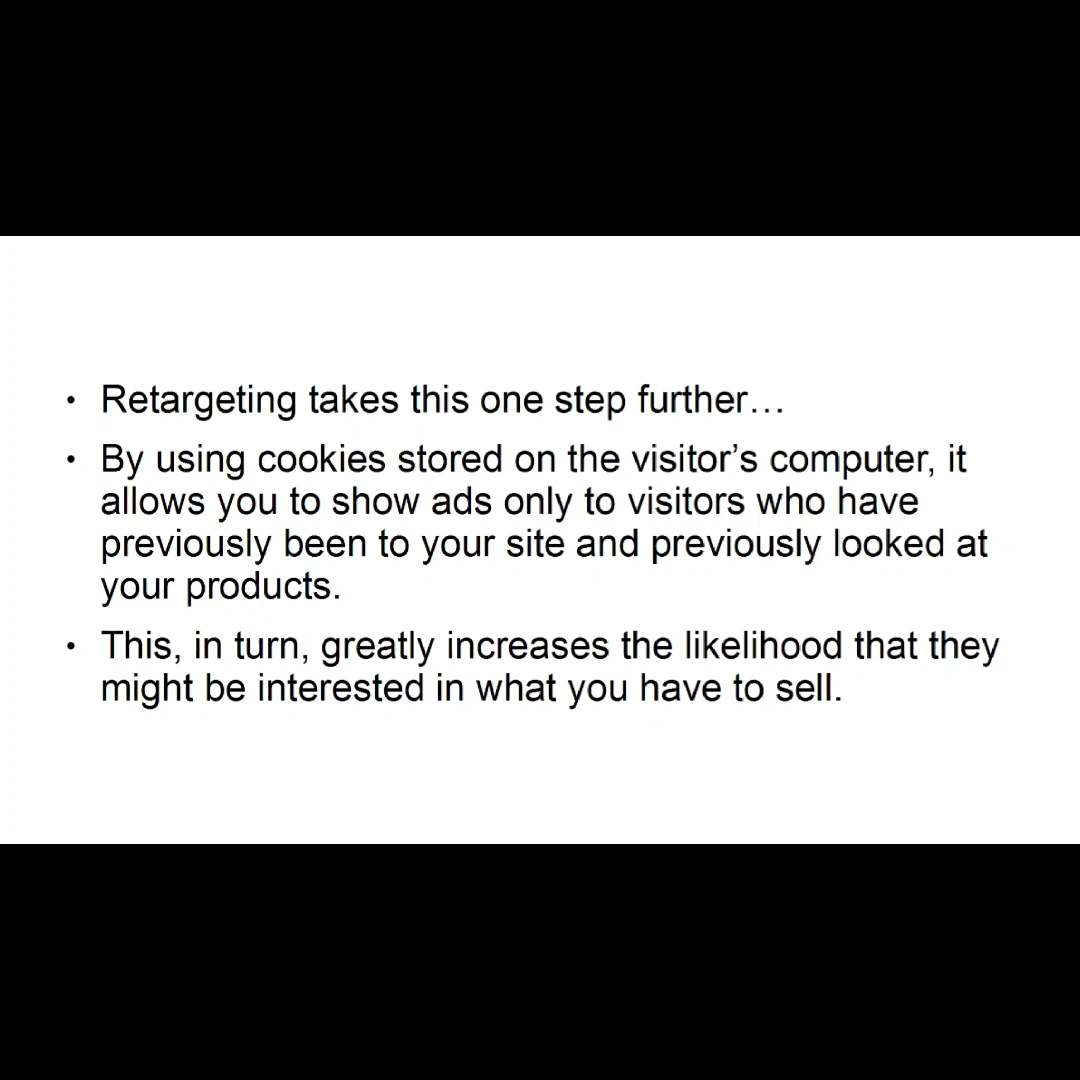 • Retargeting takes this one step further…
• By using cookies stored on the visitor’s computer, it
allows you to show ads only to visitors who have
previously been to your site and previously looked at
your products.
• This, in turn, greatly increases the likelihood that they
might be interested in what you have to sell.